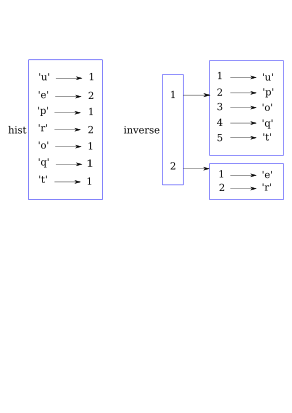 hist
'u' 1
'e' 2
'p' 1
'r' 2
'o' 1
'q' 1
't' 1
inverse
1
2
1 'u'
2 'p'
3 'o'
4 'q'
5 't'
1 'e'
2 'r'